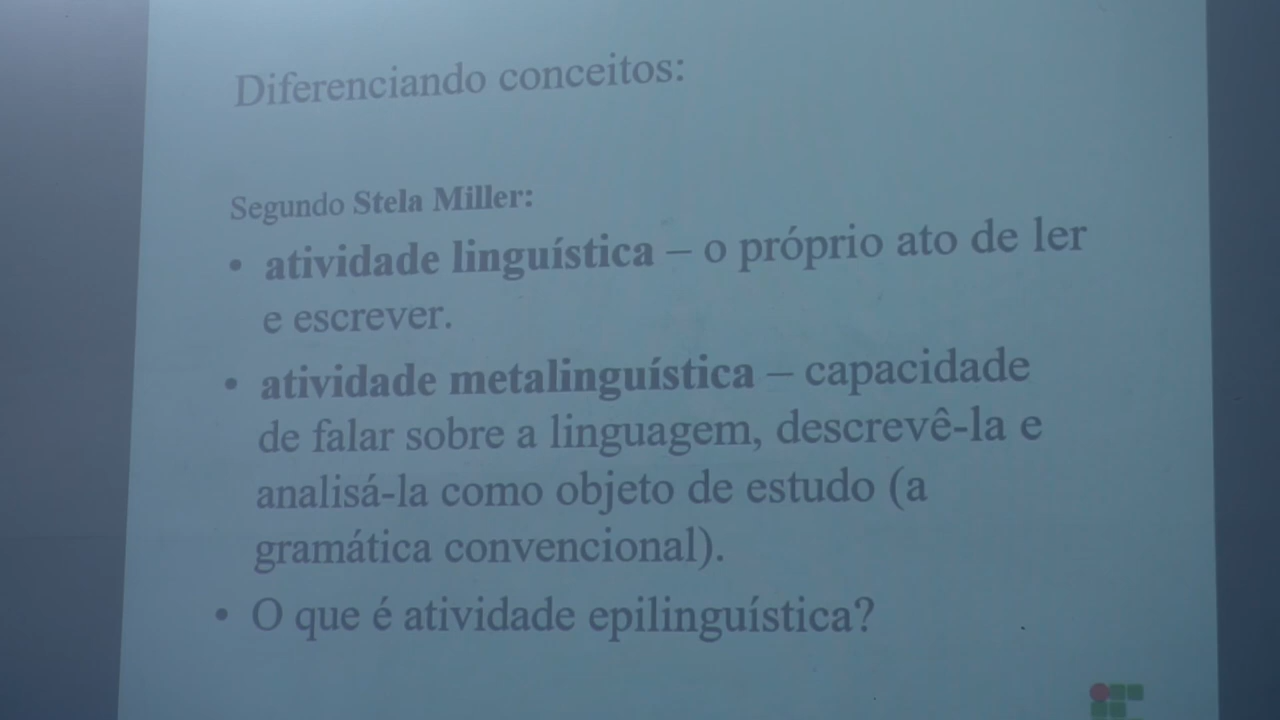 Diferenciando conceitos:
Segundo Stela Miller:
• atividade linguística – o próprio ato de ler
e escrever.
• atividade metalinguística – capacidade
de falar sobre a linguagem, descrevê-la e
analisá-la como objeto de estudo (a
gramática convencional).
• O que é atividade epilinguística?